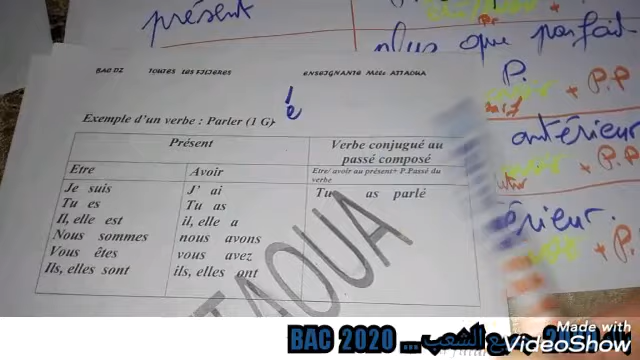 présent
plus que parfait
P.
+ P.P
antérieur
+ P.P
érieur.
+ P.
BAC DZ TOUTES LES FILIERES ENSEIGNANTE Mlle ATTAOUA
1
e
Exemple d'un verbe : Parler (1 G)
Présent Verbe conjugué au
passé composé
Etre Avoir Etre/ avoir au présent+ P.Passé du
verbe
Je suis J' ai Tu as parlé
Tu es Tu as
Il, elle est il, elle a
Nous sommes nous avons
Vous êtes vous avez
Ils, elles sont ils, elles ont
ATTAOUA
BAC 2020 ... الشعب
Made with
VideoShow